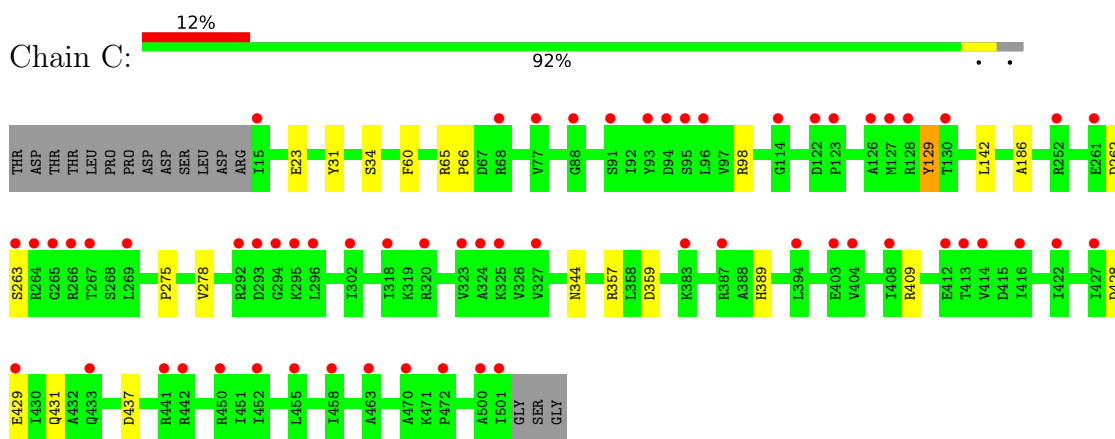 12%
Chain C:
92%
• •
THR ASP THR THR LEU PRO PRO ASP ASP SER LEU ASP ARG I15 E23 Y31 S34 F60 R65 P66 D67 R68 V77 G88 S91 I92 Y93 D94 S95 L96 V97 R98 G114 D122 P123 A126 M127 R128 Y129 T130 L142 A186 R252 E261 D262
S263 R264 G265 R266 T267 S268 L269 P275 V278 R292 D293 G294 K295 L296 I302 I318 K319 R320 V323 A324 K325 V326 V327 N344 R357 L358 D359 K383 R387 A388 H389 L394 E403 V404 I408 R409 E412 T413 V414 D415 I416 I422 I427 D428
E429 I430 Q431 A432 Q433 D437 R441 R442 R450 I451 I452 L455 I458 A463 A470 K471 P472 A500 I501 GLY SER GLY